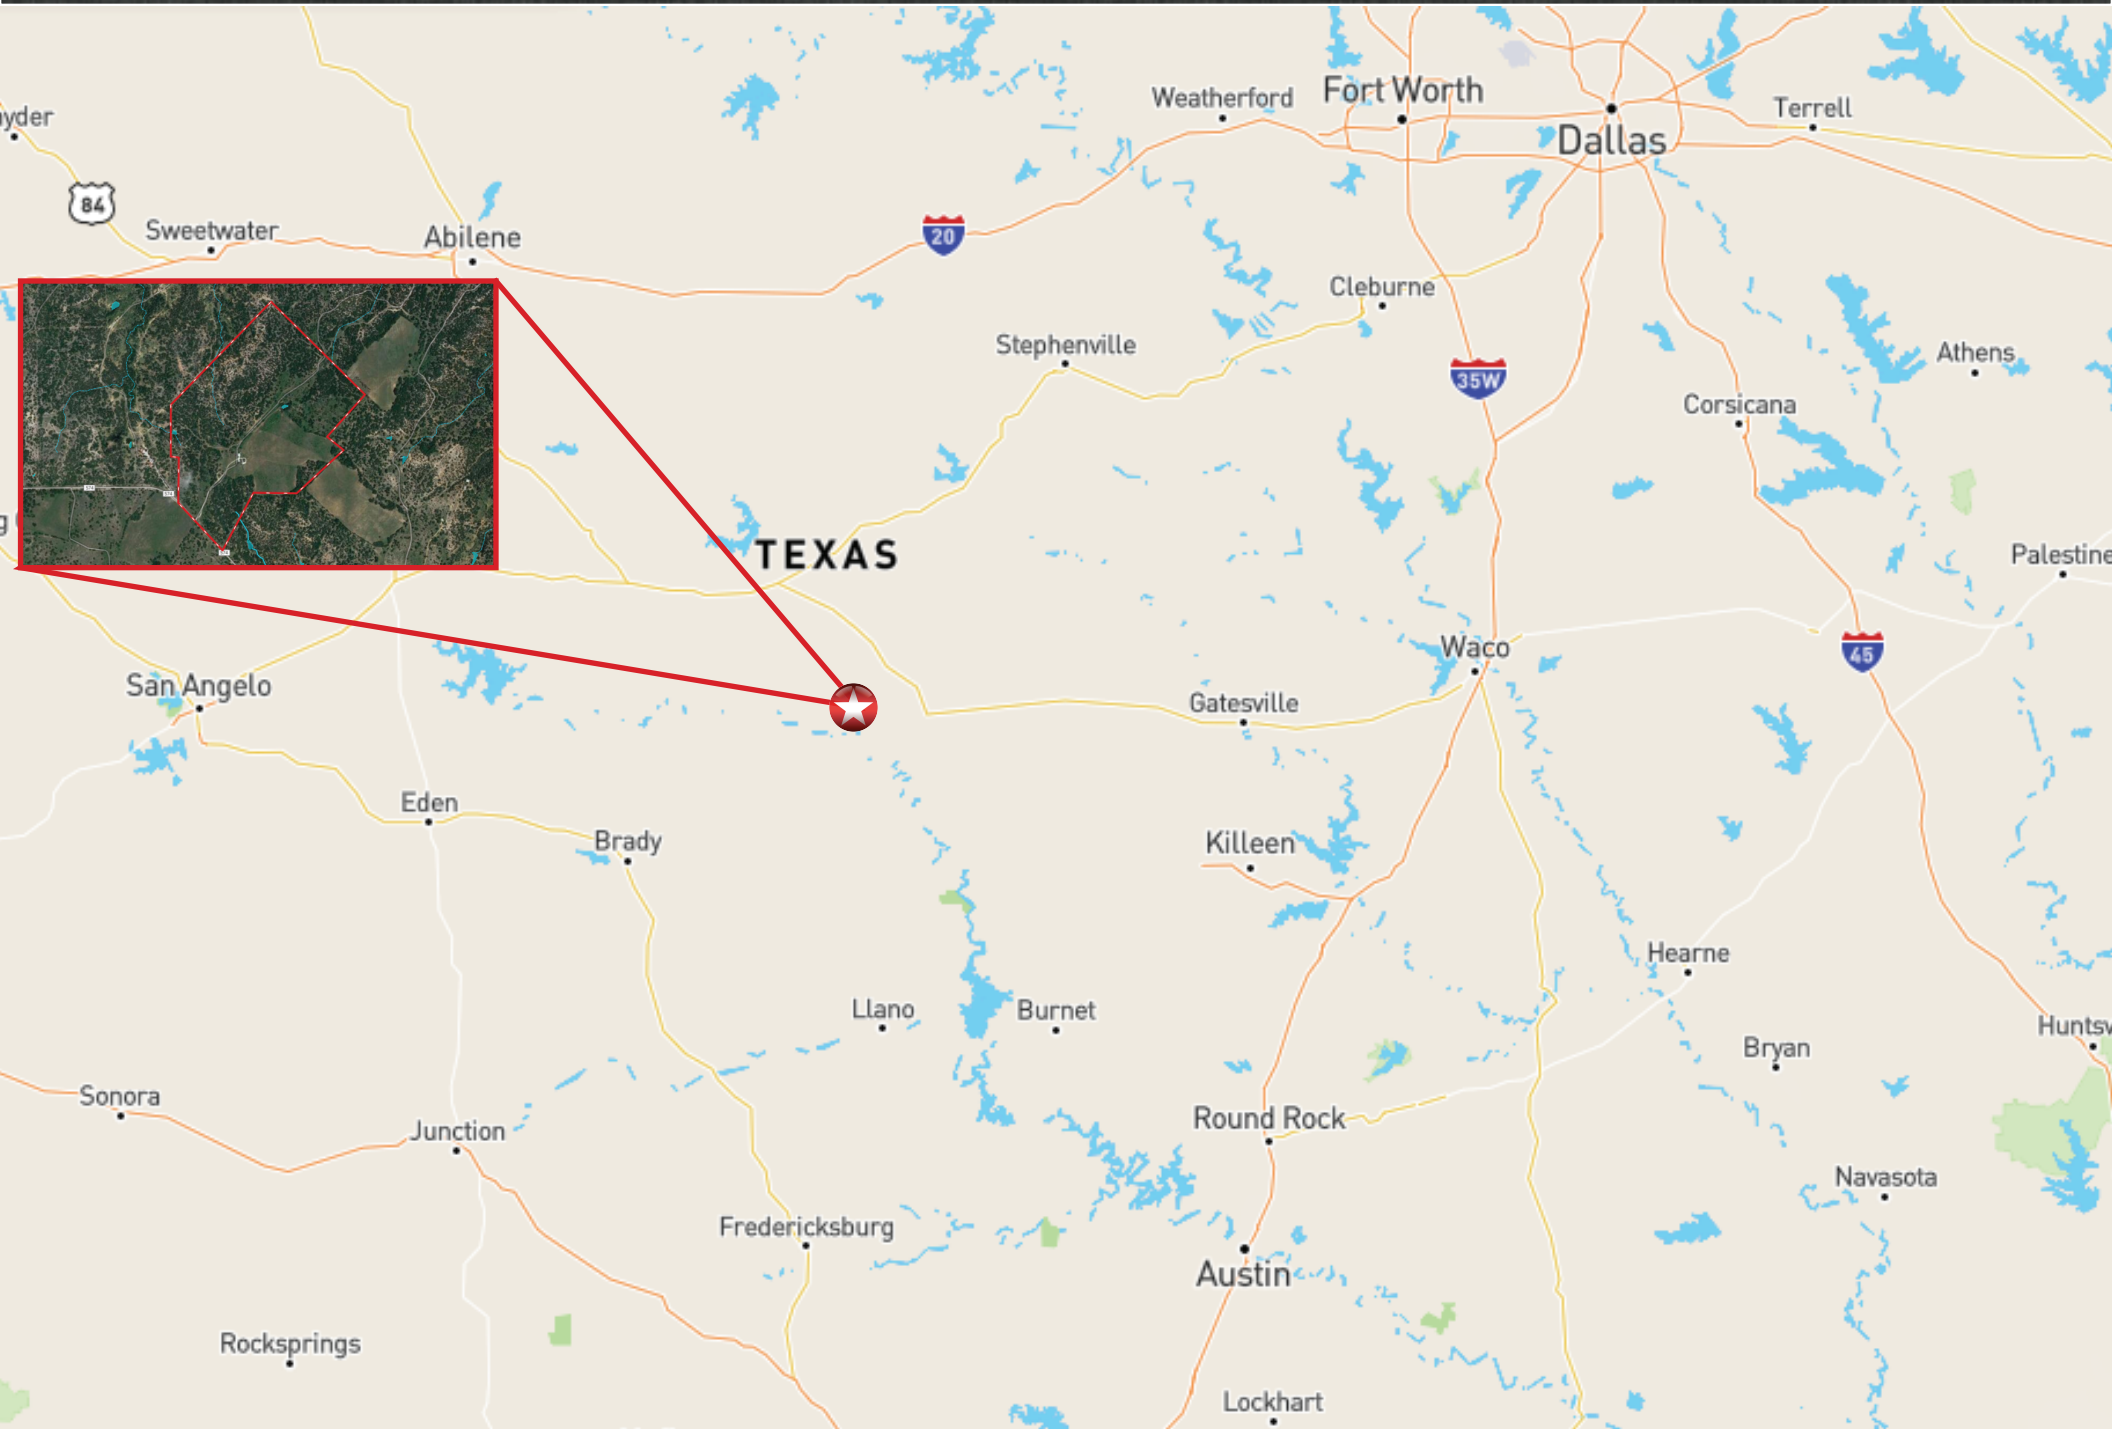 Fort Worth
Weatherford
Terrell
yder
Dallas
84
Sweetwater
Abilene
20
Cleburne
Stephenville
Athens
35W
Corsicana
TEXAS
Palestine
g
Waco
45
San Angelo
Gatesville
Eden
Brady
Killeen
Hearne
Llano
Burnet
Huntsv
Bryan
Sonora
Round Rock
Junction
Navasota
Fredericksburg
Austin
Rocksprings
Lockhart